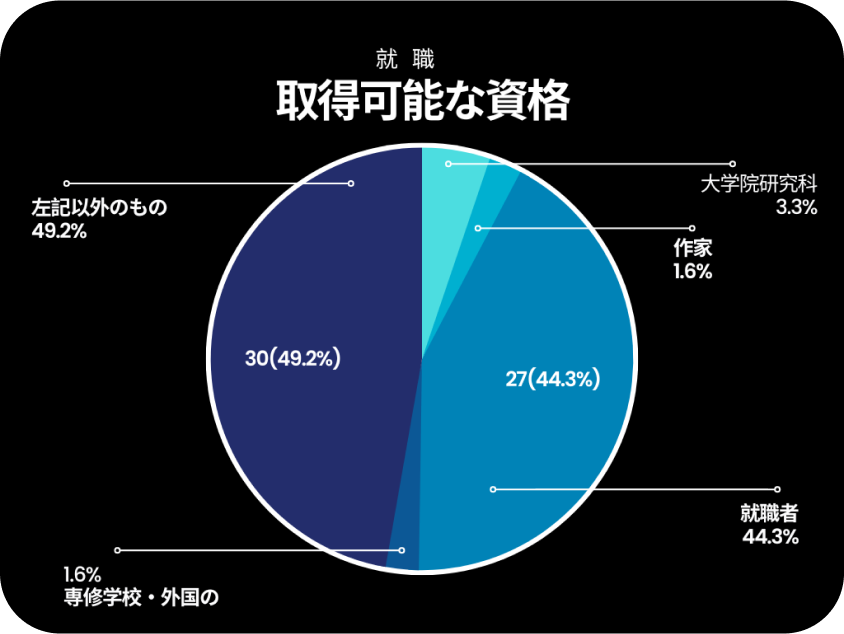 就職
取得可能な資格
大学院研究科
3.3%
左記以外のもの
49.2%
作家
1.6%
30(49.2%)
27(44.3%)
就職者
44.3%
1.6%
専修学校・外国の